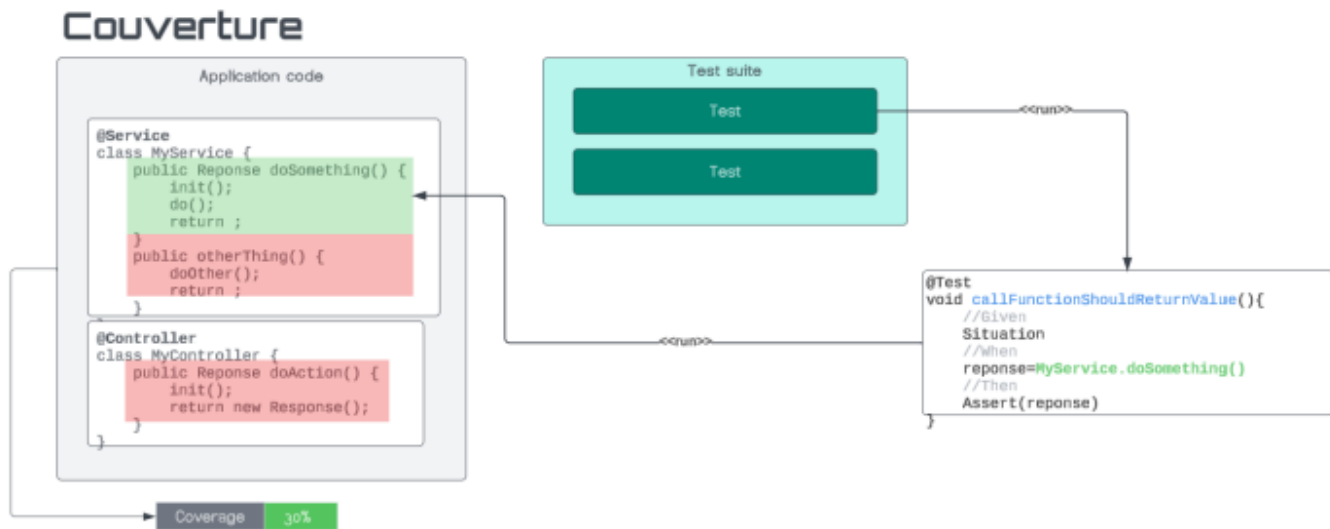 Couverture
Application code
@Service
class MyService {
public Reponse doSomething() {
init();
do();
return ;
}
public otherThing() {
doOther();
return ;
}
@Controller
class MyController {
public Reponse doAction() {
init();
return new Response();
}
}
Coverage 30%
Test suite
Test
Test
<<run>>
<<run>>
@Test
void callFunctionShouldReturnValue(){
//Given
Situation
//When
reponse=MyService.doSomething()
//Then
Assert(reponse)
}